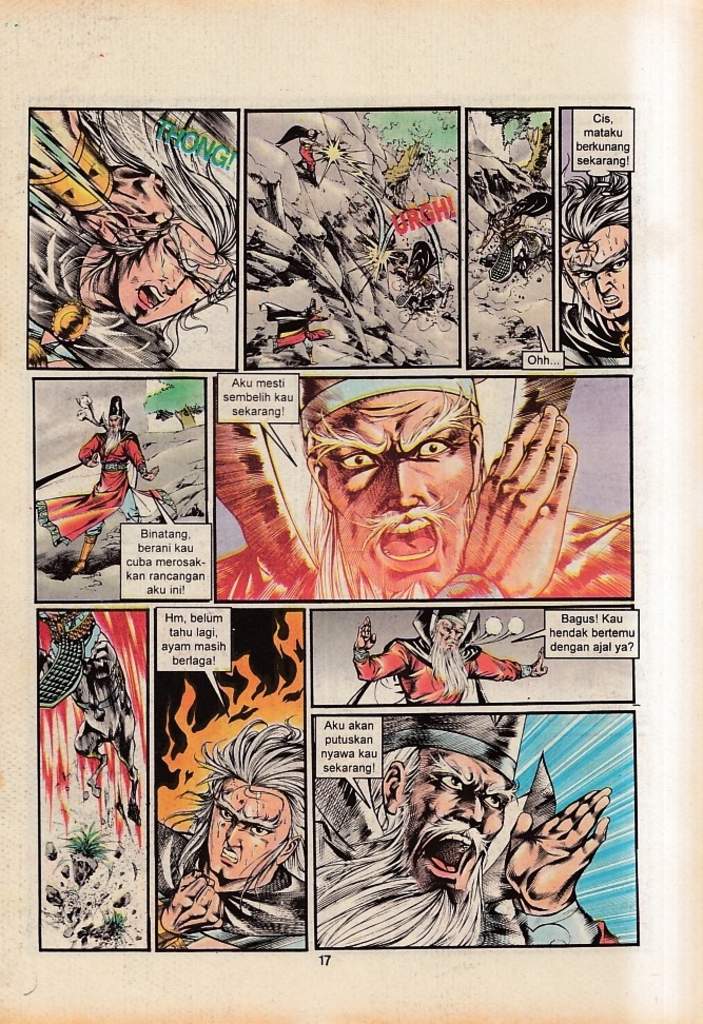 THONG!
URGH!
Ohh...
Cis,
mataku
berkunang
sekarang!
Binatang,
berani kau
cuba merosak-
kan rancangan
aku ini!
Aku mesti
sembelih kau
sekarang!
Hm, belum
tahu lagi,
ayam masih
berlaga!
Bagus! Kau
hendak bertemu
dengan ajal ya?
Aku akan
putuskan
nyawa kau
sekarang!
17